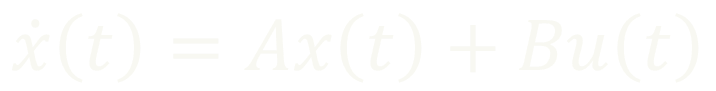 ẋ(t) = Ax(t) + Bu(t)